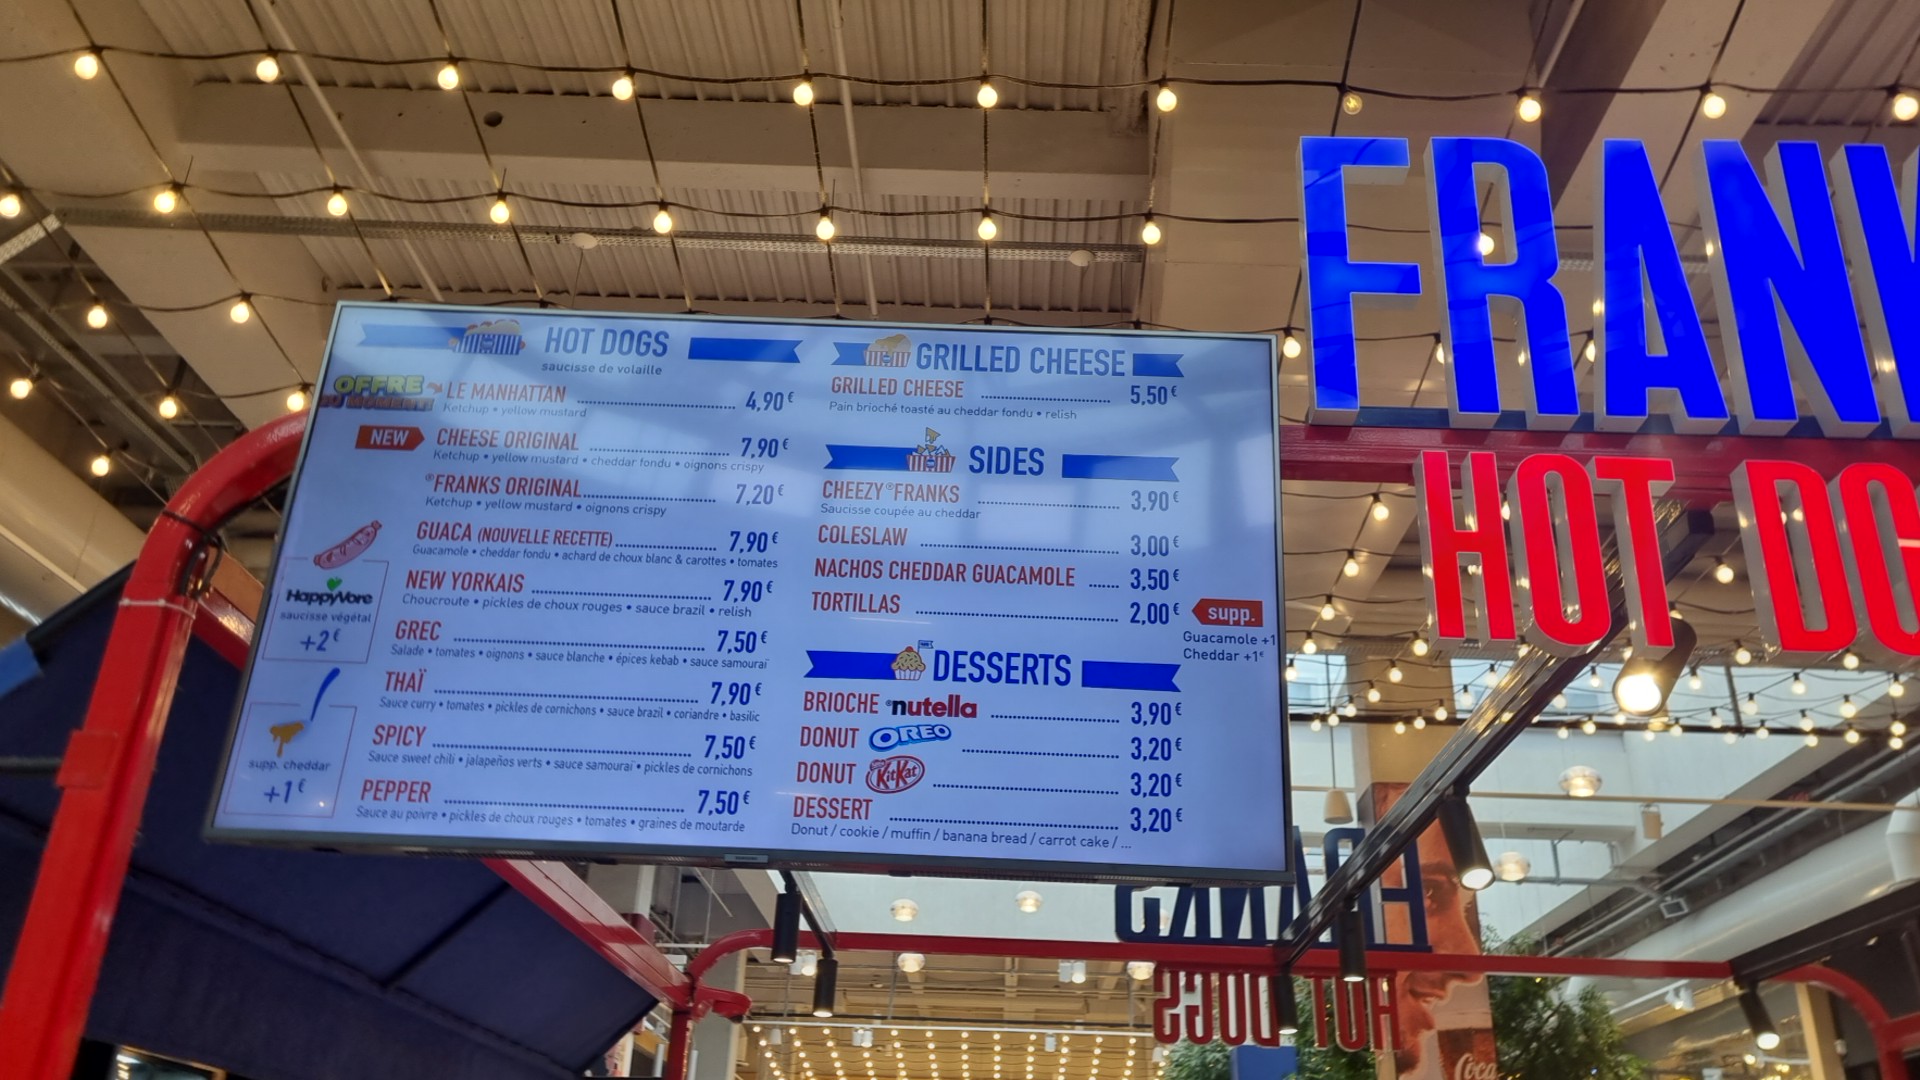 HOT DOGS
saucisse de volaille
OFFRE DU MOMENT!
LE MANHATTAN 4,90€
Ketchup • yellow mustard
NEW
CHEESE ORIGINAL 7,90€
Ketchup • yellow mustard • cheddar fondu • oignons crispy
®FRANKS ORIGINAL 7,20€
Ketchup • yellow mustard • oignons crispy
GUACA (NOUVELLE RECETTE) 7,90€
Guacamole • cheddar fondu • achard de choux blanc & carottes • tomates
NEW YORKAIS 7,90€
Choucroute • pickles de choux rouges • sauce brazil • relish
GREC 7,50€
Salade • tomates • oignons • sauce blanche • épices kebab • sauce samouraï
THAÏ 7,90€
Sauce curry • tomates • pickles de cornichons • sauce brazil • coriandre • basilic
SPICY 7,50€
Sauce sweet chili • jalapeños verts • sauce samouraï • pickles de cornichons
PEPPER 7,50€
Sauce au poivre • pickles de choux rouges • tomates • graines de moutarde
HappyVore
saucisse végétal
+2€
supp. cheddar
+1€
GRILLED CHEESE
GRILLED CHEESE 5,50€
Pain brioché toasté au cheddar fondu • relish
SIDES
CHEEZY ®FRANKS 3,90€
Saucisse coupée au cheddar
COLESLAW 3,00€
NACHOS CHEDDAR GUACAMOLE 3,50€
TORTILLAS 2,00€
supp.
Guacamole +1
Cheddar +1€
DESSERTS
BRIOCHE nutella 3,90€
DONUT OREO 3,20€
DONUT KitKat 3,20€
DESSERT 3,20€
Donut / cookie / muffin / banana bread / carrot cake / ...
FRANK
HOT DOG
FRANKS
HOT DOGS
Coca